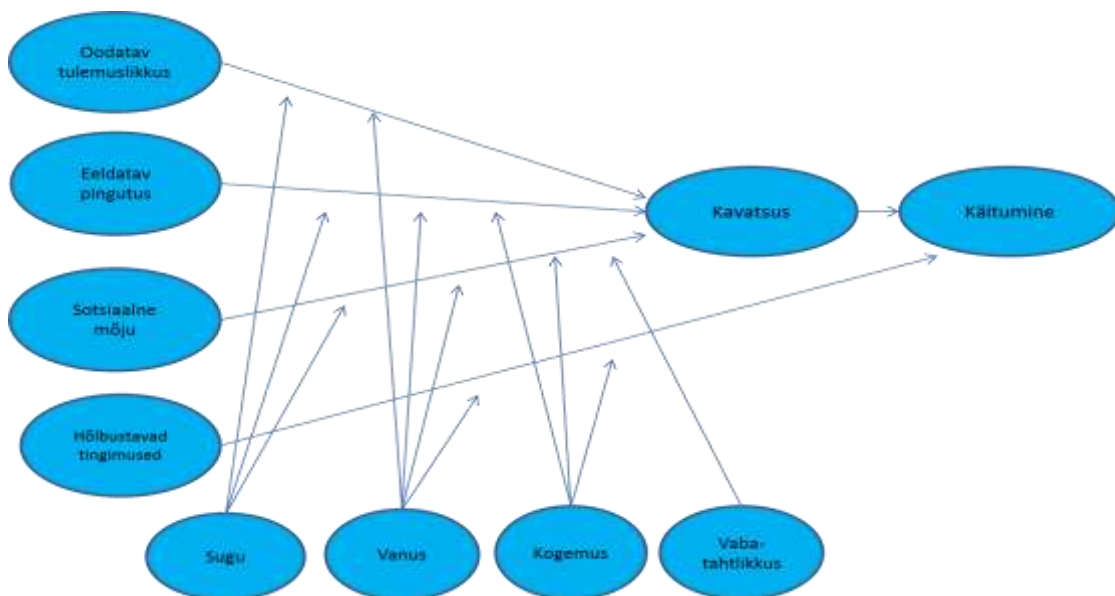 Oodatav
tulemuslikkus
Eeldatav
pingutus
Kavatsus
Käitumine
Sotsiaalne
mõju
Hõlbustavad
tingimused
Sugu
Vanus
Kogemus
Vaba-
tahtlikkus